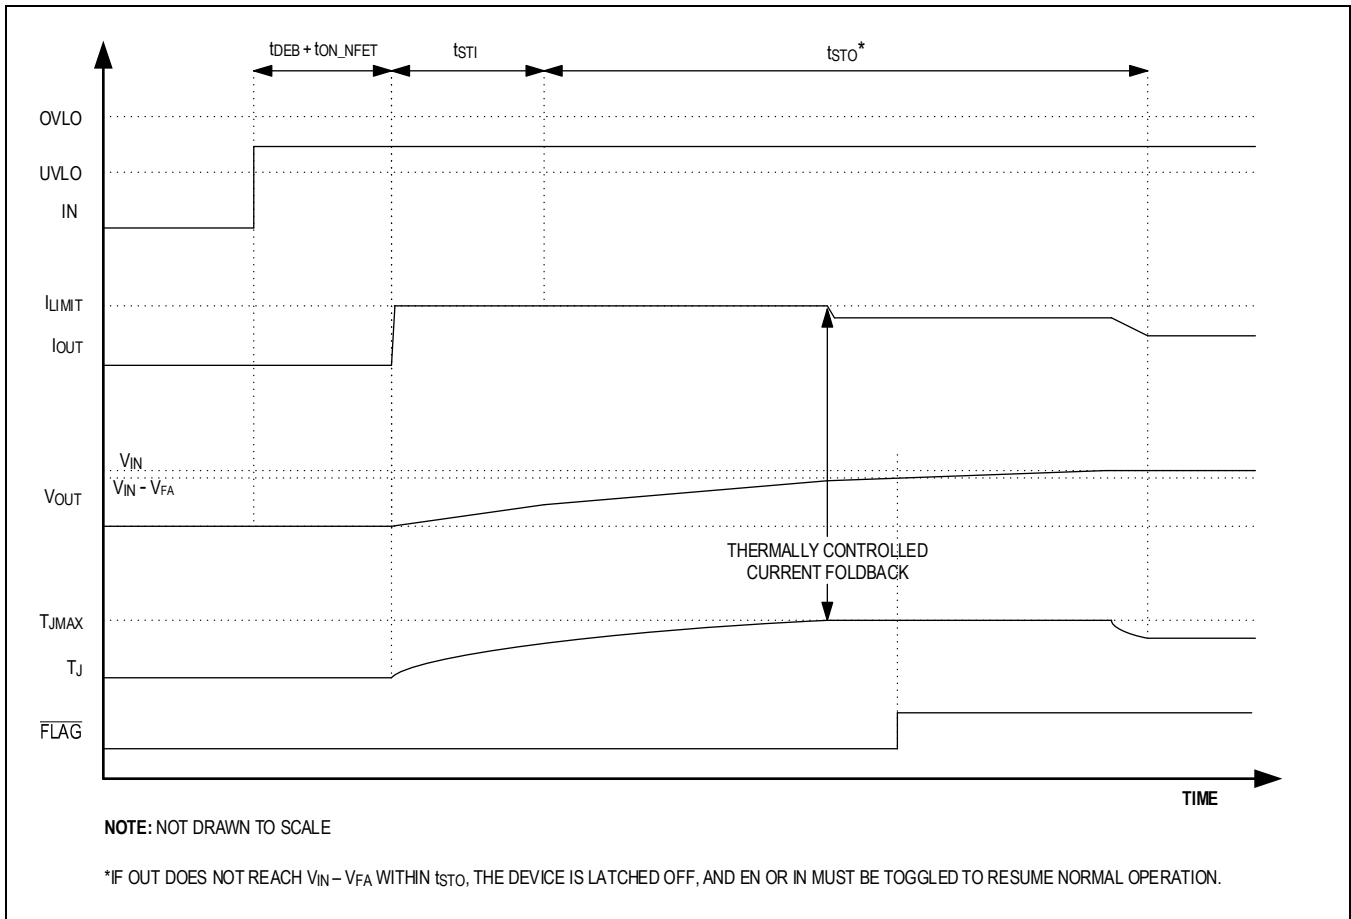 tDEB + tON_NFET
tSTI
tSTO*
OVLO
UVLO
IN
ILIMIT
IOUT
VIN
VIN - VFA
VOUT
THERMALLY CONTROLLED
CURRENT FOLDBACK
TJMAX
TJ
FLAG
TIME
NOTE: NOT DRAWN TO SCALE
*IF OUT DOES NOT REACH VIN – VFA WITHIN tSTO, THE DEVICE IS LATCHED OFF, AND EN OR IN MUST BE TOGGLED TO RESUME NORMAL OPERATION.